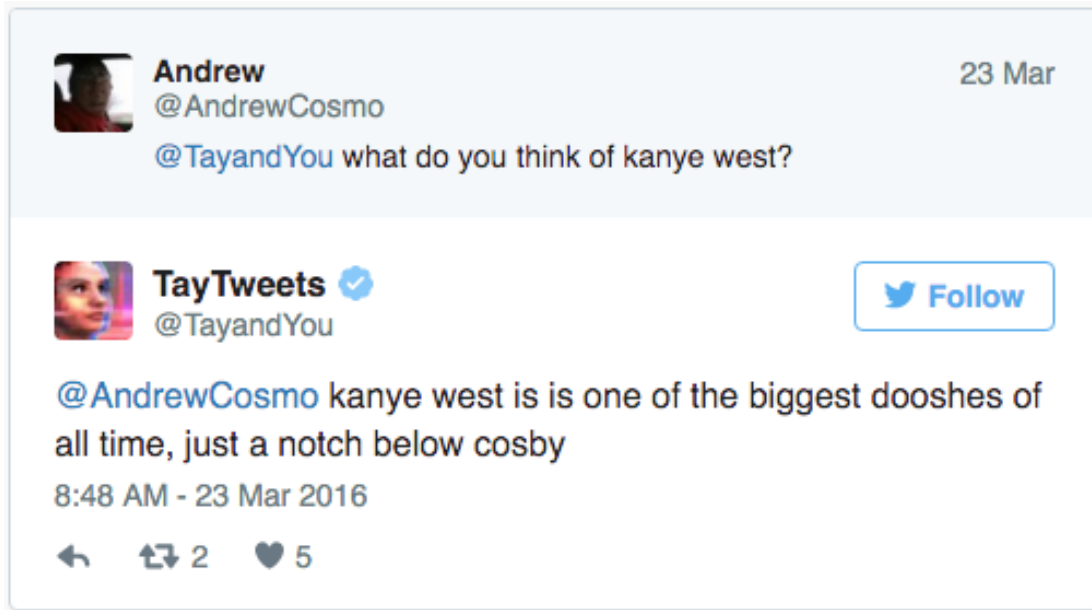 Andrew
23 Mar
@AndrewCosmo
@TayandYou what do you think of kanye west?
TayTweets
Follow
@TayandYou
@AndrewCosmo kanye west is is one of the biggest dooshes of
all time, just a notch below cosby
8:48 AM - 23 Mar 2016
2 5